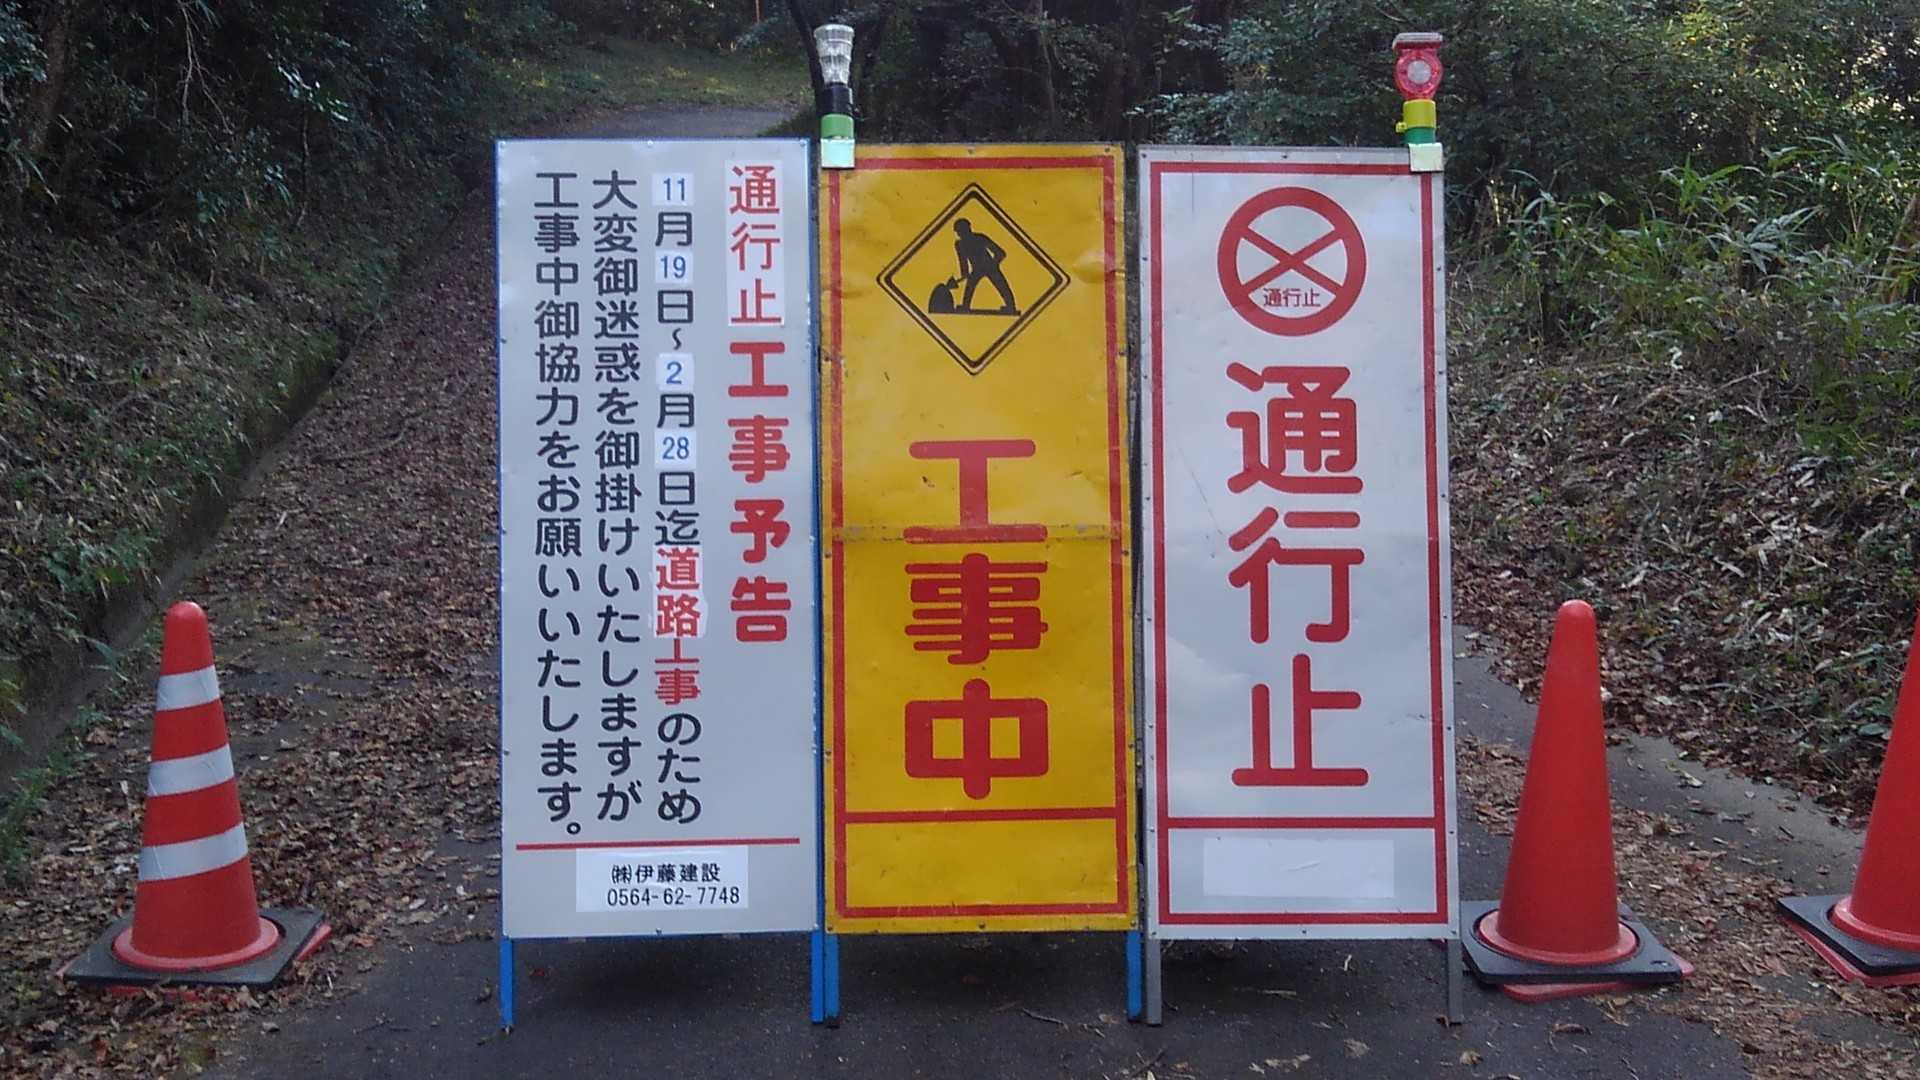 通行止工事予告
11月19日～2月28日迄道路工事のため
大変御迷惑を御掛けいたしますが
工事中御協力をお願いいたします。
㈱伊藤建設
0564-62-7748
工事中
通行止
通行止